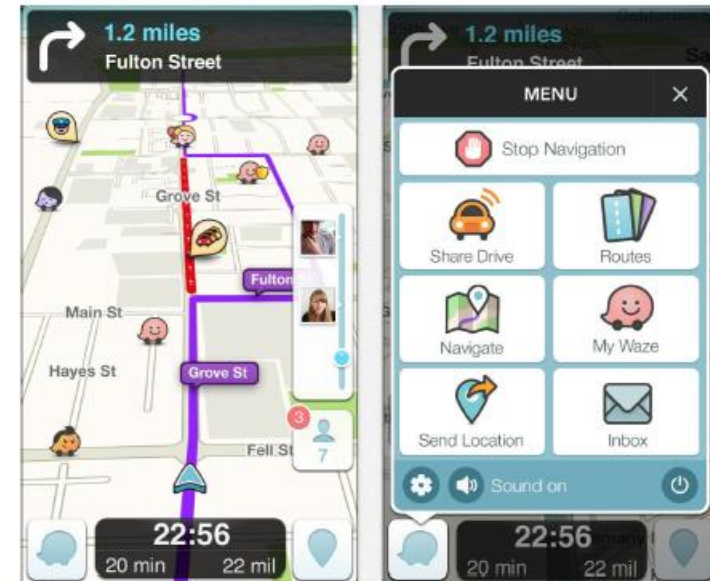 1.2 miles
Fulton Street
Grove St
Fulton
Main St
Hayes St
Grove St
3
7
Fell St
22:56
20 min 22 mil
1.2 miles
Fulton Street
MENU
Stop Navigation
Share Drive
Routes
Navigate
My Waze
Send Location
Inbox
Sound on
22:56
20 min 22 mil